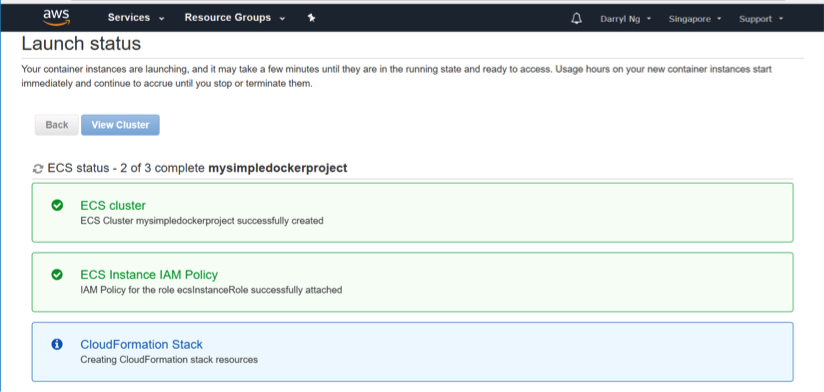 aws Services Resource Groups Darryl Ng Singapore Support
Launch status
Your container instances are launching, and it may take a few minutes until they are in the running state and ready to access. Usage hours on your new container instances start
immediately and continue to accrue until you stop or terminate them.
Back View Cluster
ECS status - 2 of 3 complete mysimpledockerproject
ECS cluster
ECS Cluster mysimpledockerproject successfully created
ECS Instance IAM Policy
IAM Policy for the role ecsInstanceRole successfully attached
CloudFormation Stack
Creating CloudFormation stack resources